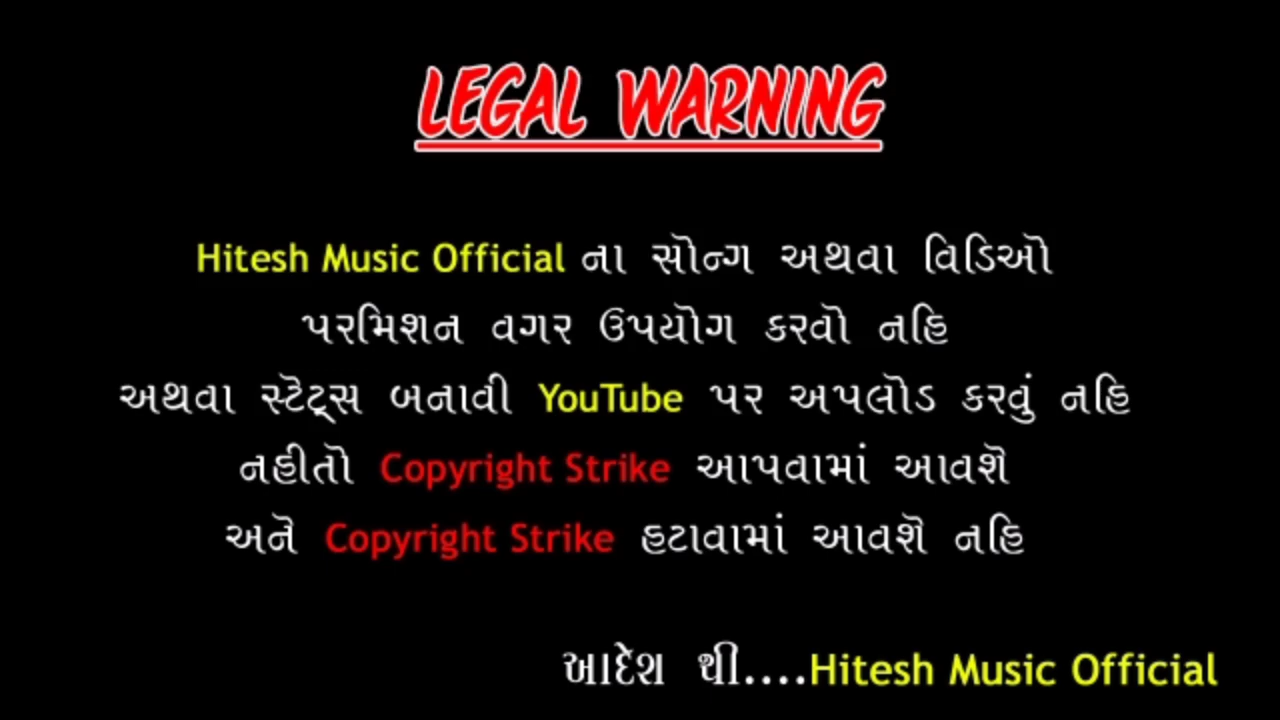 LEGAL WARNING
Hitesh Music Official ના સોન્ગ અથવા વિડિઓ
પરમિશન વગર ઉપયોગ કરવો નહિ
અથવા સ્ટેટ્સ બનાવી YouTube પર અપલોડ કરવું નહિ
નહીતો Copyright Strike આપવામાં આવશે
અને Copyright Strike હટાવામાં આવશે નહિ
આદેશ થી....Hitesh Music Official